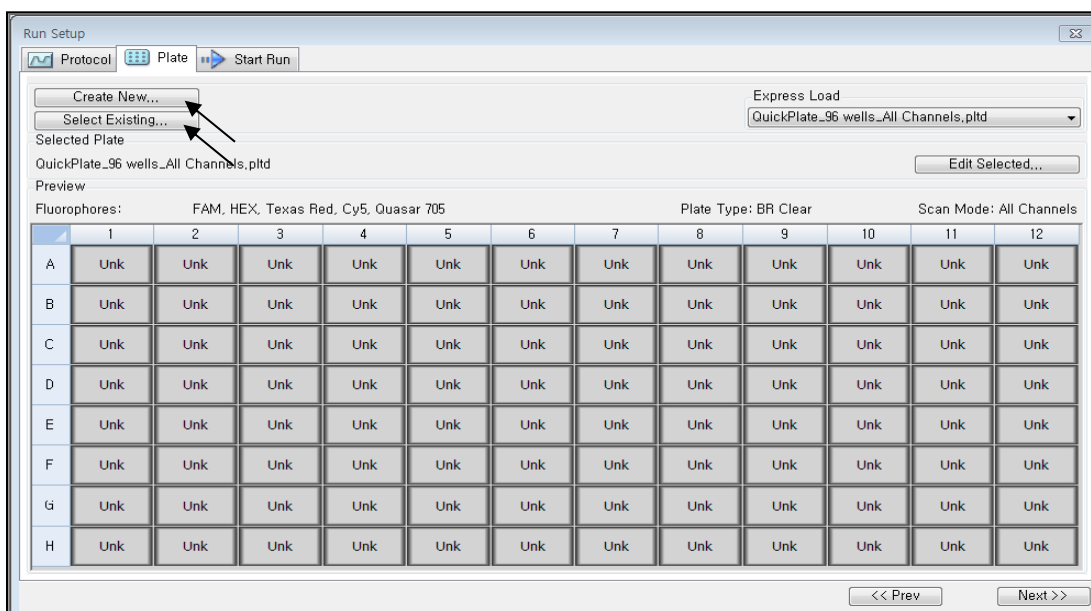 Run Setup
Protocol Plate Start Run
Create New... Express Load
Select Existing... QuickPlate_96 wells_All Channels.pltd
Selected Plate
QuickPlate_96 wells_All Channels.pltd Edit Selected...
Preview
Fluorophores: FAM, HEX, Texas Red, Cy5, Quasar 705 Plate Type: BR Clear Scan Mode: All Channels
1 2 3 4 5 6 7 8 9 10 11 12
A Unk Unk Unk Unk Unk Unk Unk Unk Unk Unk Unk Unk
B Unk Unk Unk Unk Unk Unk Unk Unk Unk Unk Unk Unk
C Unk Unk Unk Unk Unk Unk Unk Unk Unk Unk Unk Unk
D Unk Unk Unk Unk Unk Unk Unk Unk Unk Unk Unk Unk
E Unk Unk Unk Unk Unk Unk Unk Unk Unk Unk Unk Unk
F Unk Unk Unk Unk Unk Unk Unk Unk Unk Unk Unk Unk
G Unk Unk Unk Unk Unk Unk Unk Unk Unk Unk Unk Unk
H Unk Unk Unk Unk Unk Unk Unk Unk Unk Unk Unk Unk
<< Prev Next >>